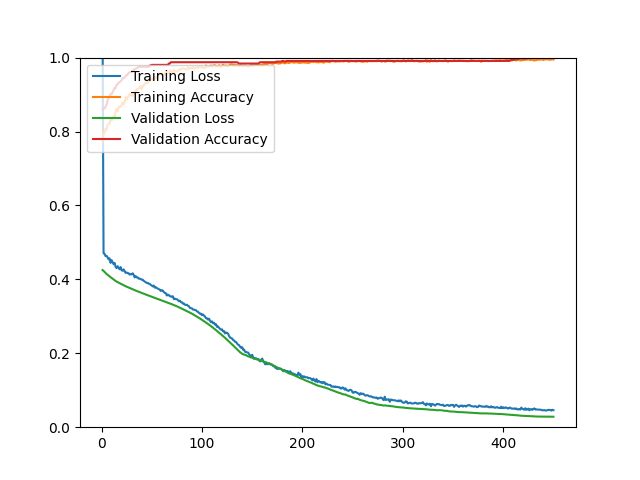 1.0
0.8
0.6
0.4
0.2
0.0
Training Loss
Training Accuracy
Validation Loss
Validation Accuracy
0 100 200 300 400